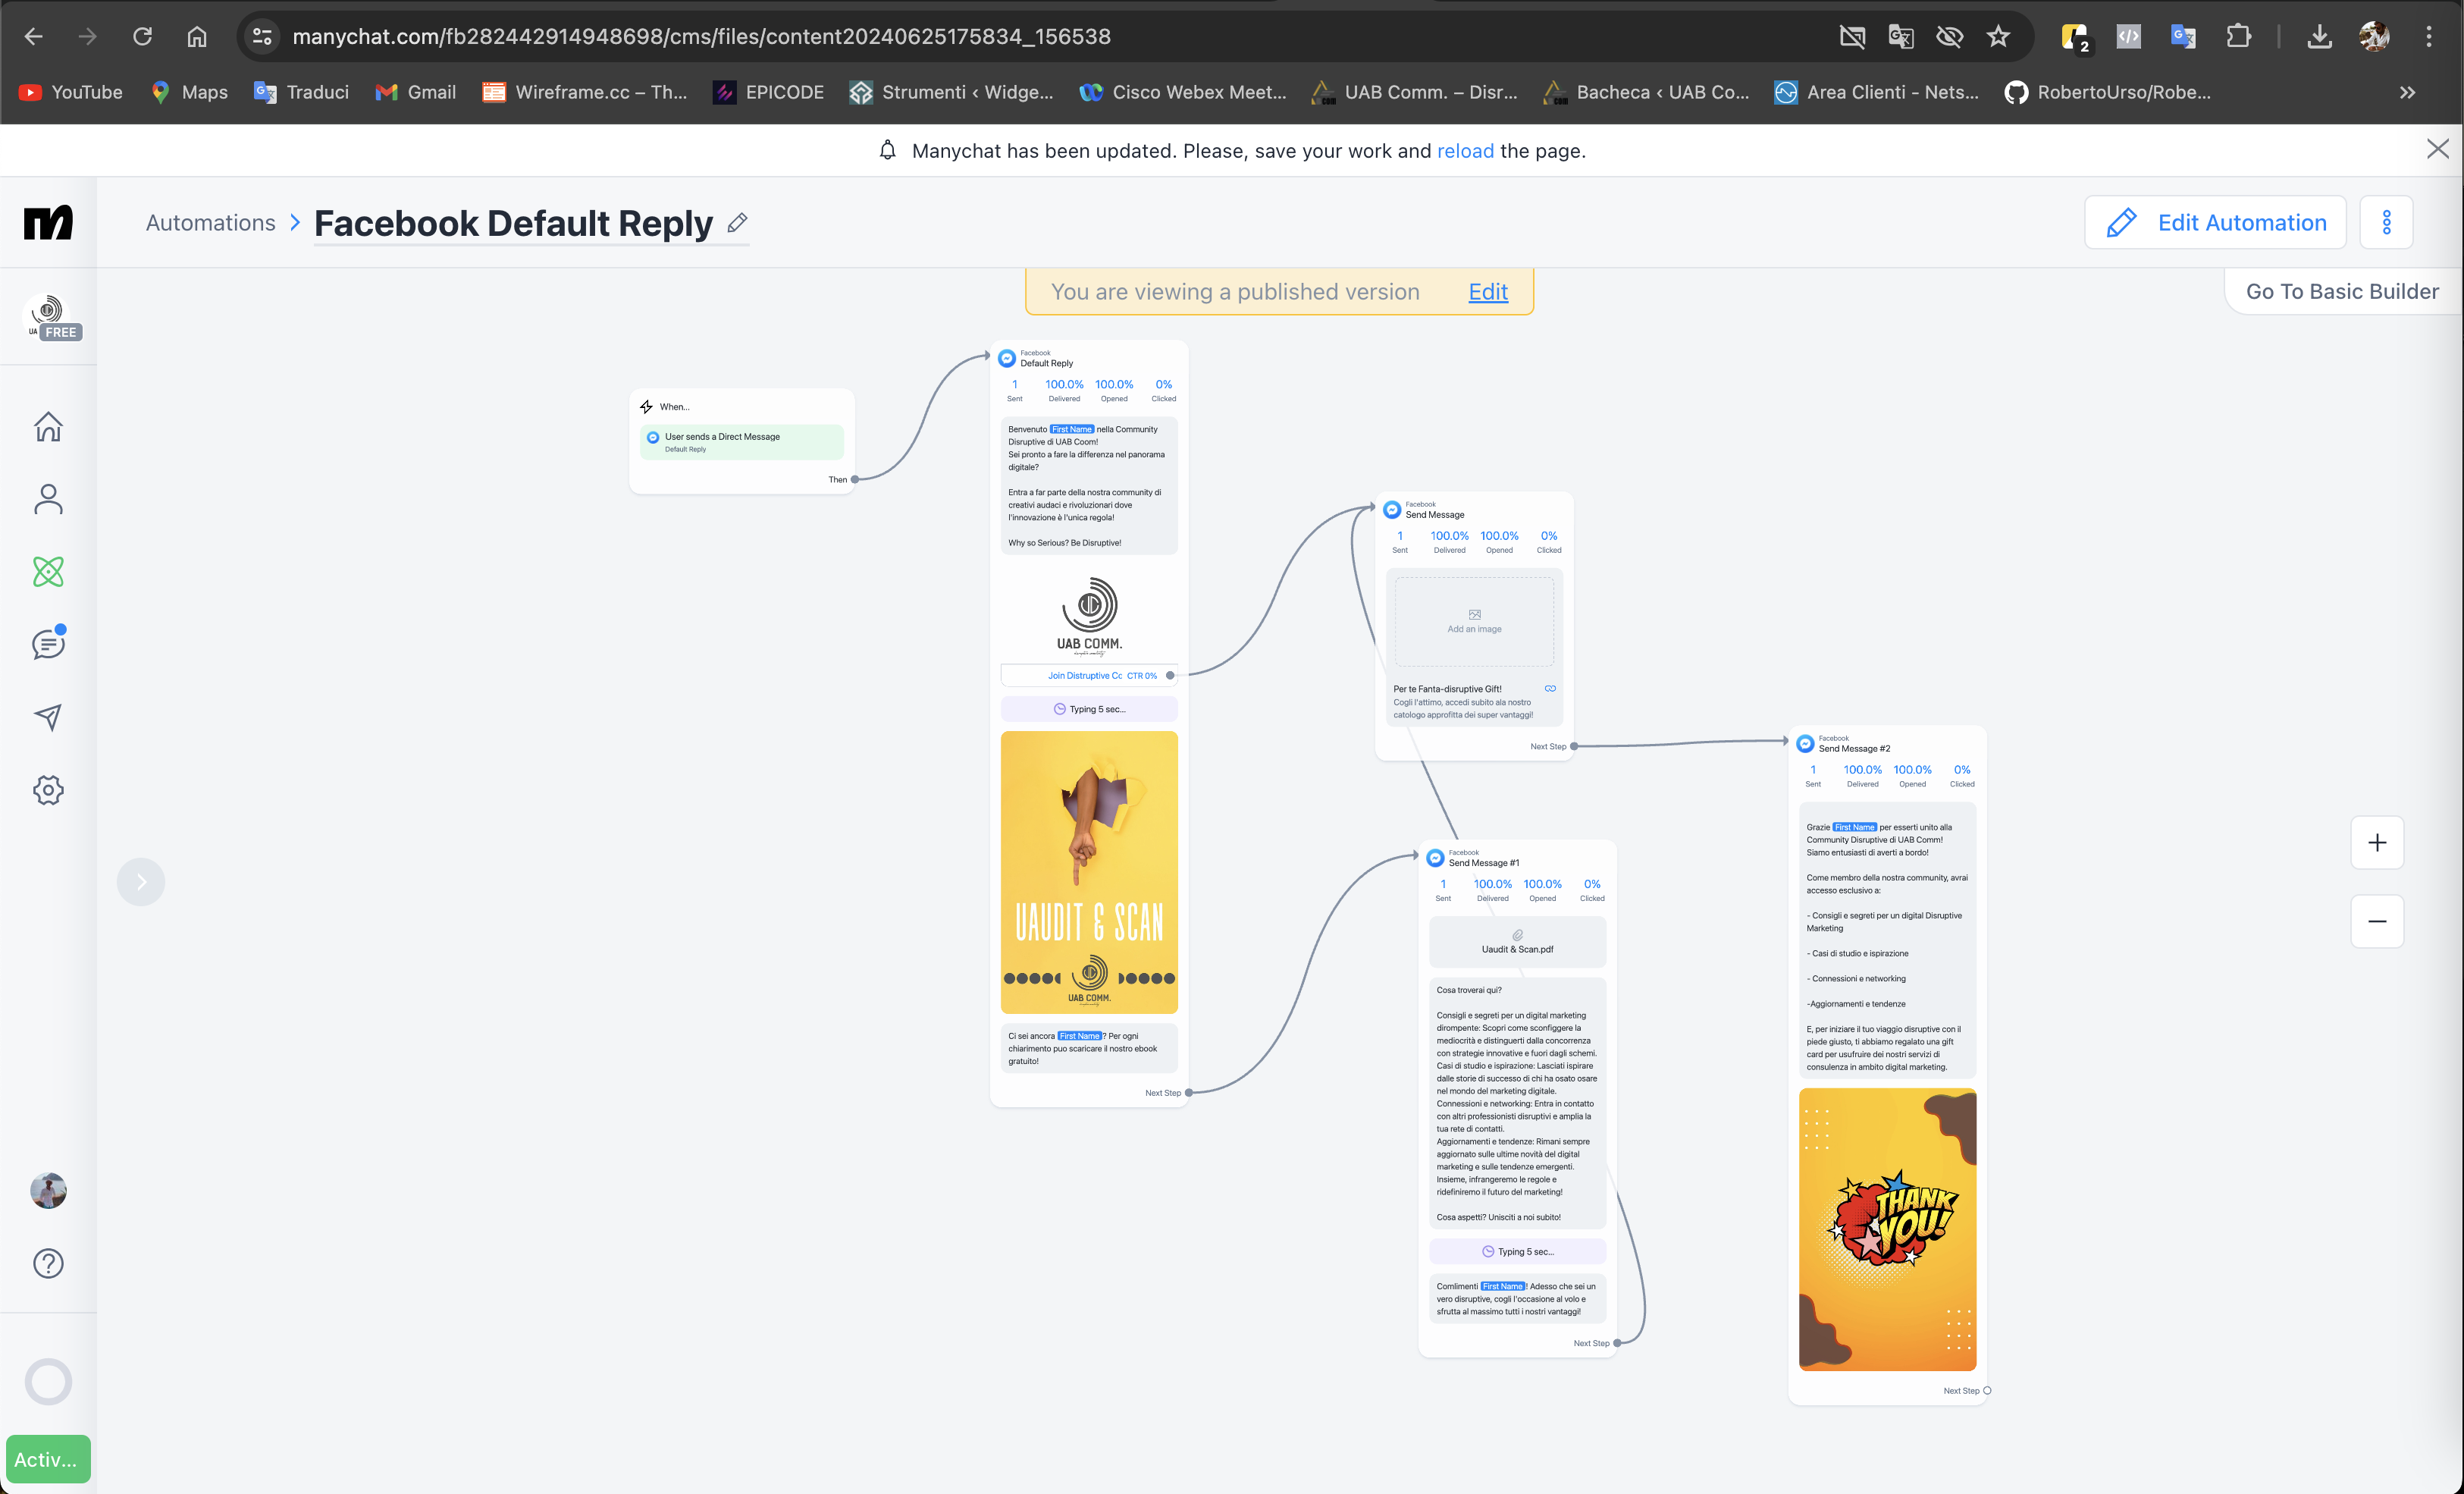 manychat.com/fb282442914948698/cms/files/content20240625175834_156538
2
YouTube
Maps
Traduci
Gmail
Wireframe.cc – Th...
EPICODE
Strumenti ‹ Widge...
Cisco Webex Meet...
UAB Comm. – Disr...
Bacheca ‹ UAB Co...
Area Clienti - Nets...
RobertoUrso/Robe...
Manychat has been updated. Please, save your work and reload the page.
Automations > Facebook Default Reply
Edit Automation
FREE
You are viewing a published version Edit
Go To Basic Builder
When...
User sends a Direct Message
Default Reply
Then
Facebook
Default Reply
1 100.0% 100.0% 0%
Sent Delivered Opened Clicked
Benvenuto First Name nella Community
Disruptive di UAB Coom!
Sei pronto a fare la differenza nel panorama
digitale?
Entra a far parte della nostra community di
creativi audaci e rivoluzionari dove
l'innovazione è l'unica regola!
Why so Serious? Be Disruptive!
UAB COMM.
Join Distruptive Cc CTR 0%
Typing 5 sec...
UAUDIT & SCAN
UAB COMM.
Ci sei ancora First Name? Per ogni
chiarimento puo scaricare il nostro ebook
gratuito!
Next Step
Facebook
Send Message
1 100.0% 100.0% 0%
Sent Delivered Opened Clicked
Add an image
Per te Fanta-disruptive Gift!
Cogli l'attimo, accedi subito ala nostro
catologo approfitta dei super vantaggi!
Next Step
Facebook
Send Message #1
1 100.0% 100.0% 0%
Sent Delivered Opened Clicked
Uaudit & Scan.pdf
Cosa troverai qui?
Consigli e segreti per un digital marketing
dirompente: Scopri come sconfiggere la
mediocrità e distinguerti dalla concorrenza
con strategie innovative e fuori dagli schemi.
Casi di studio e ispirazione: Lasciati ispirare
dalle storie di successo di chi ha osato osare
nel mondo del marketing digitale.
Connessioni e networking: Entra in contatto
con altri professionisti disruptivi e amplia la
tua rete di contatti.
Aggiornamenti e tendenze: Rimani sempre
aggiornato sulle ultime novità del digital
marketing e sulle tendenze emergenti.
Insieme, infrangeremo le regole e
ridefiniremo il futuro del marketing!
Cosa aspetti? Unisciti a noi subito!
Typing 5 sec...
Comlimenti First Name! Adesso che sei un
vero disruptive, cogli l'occasione al volo e
sfrutta al massimo tutti i nostri vantaggi!
Next Step
Facebook
Send Message #2
1 100.0% 100.0% 0%
Sent Delivered Opened Clicked
Grazie First Name per esserti unito alla
Community Disruptive di UAB Comm!
Siamo entusiasti di averti a bordo!
Come membro della nostra community, avrai
accesso esclusivo a:
- Consigli e segreti per un digital Disruptive
Marketing
- Casi di studio e ispirazione
- Connessioni e networking
-Aggiornamenti e tendenze
E, per iniziare il tuo viaggio disruptive con il
piede giusto, ti abbiamo regalato una gift
card per usufruire dei nostri servizi di
consulenza in ambito digital marketing.
THANK
YOU!
Next Step
Activ...